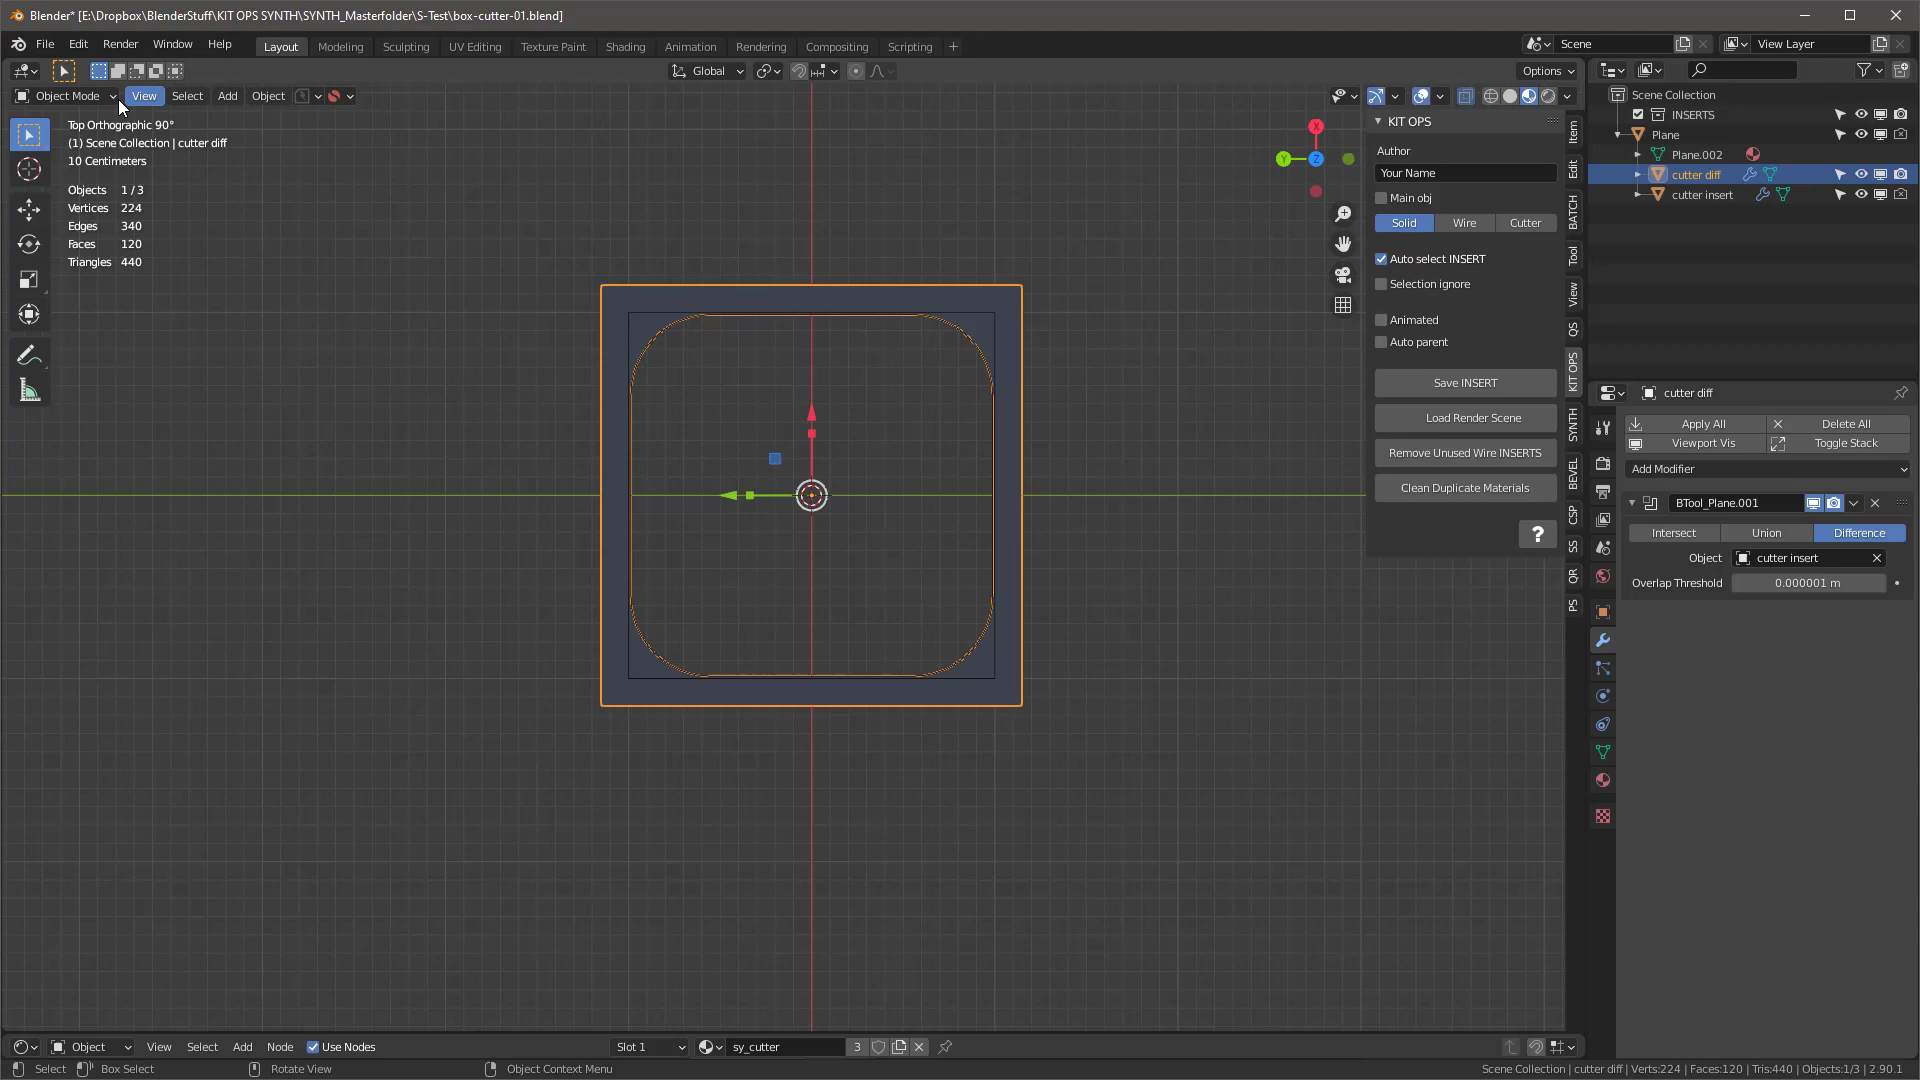 Blender* [E:\Dropbox\BlenderStuff\KIT OPS SYNTH\SYNTH_Masterfolder\S-Test\box-cutter-01.blend]
File Edit Render Window Help Layout Modeling Sculpting UV Editing Texture Paint Shading Animation Rendering Compositing Scripting + Scene View Layer
Global Options
Object Mode View Select Add Object
Top Orthographic 90°
(1) Scene Collection | cutter diff
10 Centimeters
Objects 1 / 3
Vertices 224
Edges 340
Faces 120
Triangles 440
X
Y
Z
KIT OPS
Author
Your Name
Main obj
Solid Wire Cutter
Auto select INSERT
Selection ignore
Animated
Auto parent
Save INSERT
Load Render Scene
Remove Unused Wire INSERTS
Clean Duplicate Materials
?
Item
Edit
BATCH
Tool
View
QS
KIT OPS
SYNTH
BEVEL
CSP
SS
QR
PS
Scene Collection
INSERTS
Plane
Plane.002
cutter diff
cutter insert
cutter diff
Apply All Delete All
Viewport Vis Toggle Stack
Add Modifier
BTool_Plane.001
Intersect Union Difference
Object cutter insert
Overlap Threshold 0.000001 m
Object View Select Add Node Use Nodes Slot 1 sy_cutter 3
Select Box Select Rotate View Object Context Menu Scene Collection | cutter diff | Verts:224 | Faces:120 | Tris:440 | Objects:1/3 | 2.90.1